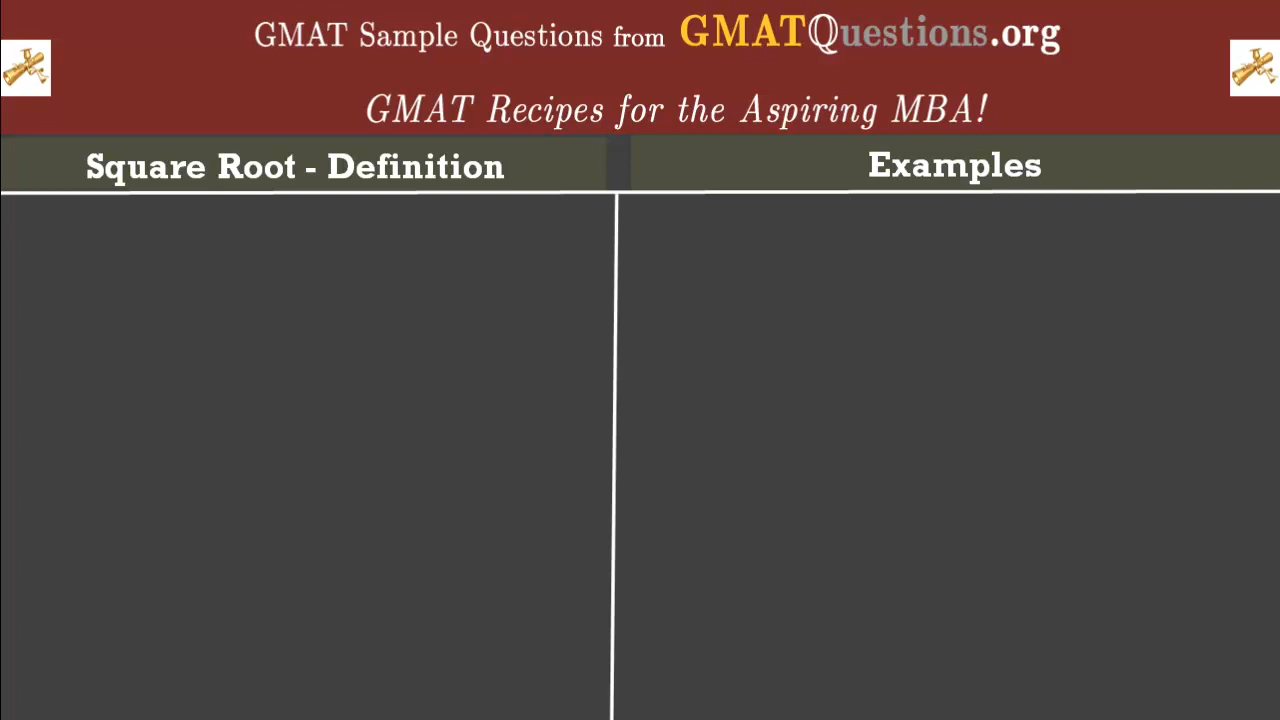 GMAT Sample Questions from GMATQuestions.org
GMAT Recipes for the Aspiring MBA!
Square Root - Definition
Examples